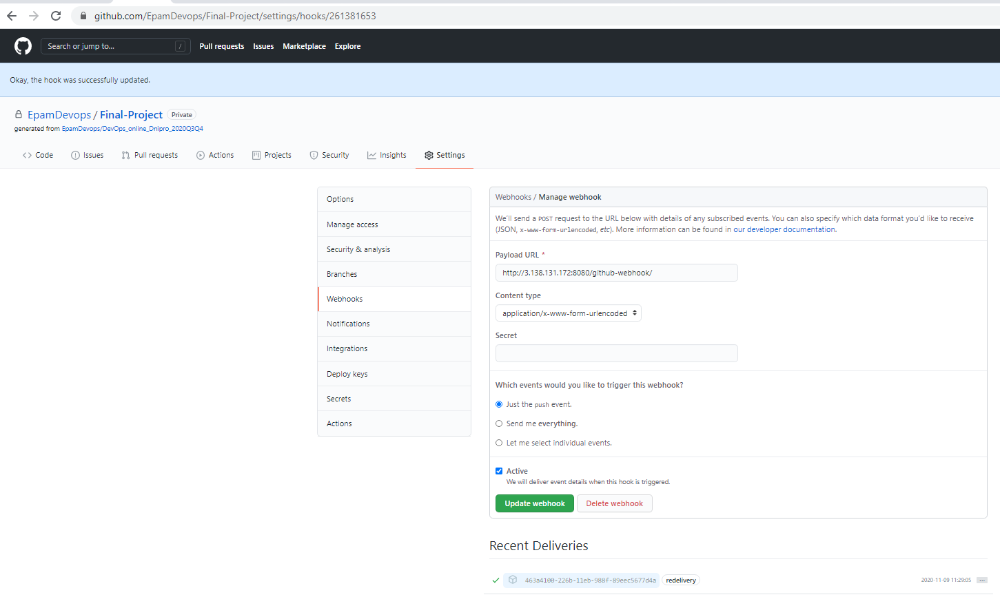 github.com/EpamDevops/Final-Project/settings/hooks/261381653
Search or jump to... /
Pull requests Issues Marketplace Explore
Okay, the hook was successfully updated.
EpamDevops / Final-Project Private
generated from EpamDevops/DevOps_online_Dnipro_2020Q3Q4
Code Issues Pull requests Actions Projects Security Insights Settings
Options
Manage access
Security & analysis
Branches
Webhooks
Notifications
Integrations
Deploy keys
Secrets
Actions
Webhooks / Manage webhook
We'll send a POST request to the URL below with details of any subscribed events. You can also specify which data format you'd like to receive
(JSON, x-www-form-urlencoded, etc). More information can be found in our developer documentation.
Payload URL *
http://3.138.131.172:8080/github-webhook/
Content type
application/x-www-form-urlencoded
Secret
Which events would you like to trigger this webhook?
Just the push event.
Send me everything.
Let me select individual events.
Active
We will deliver event details when this hook is triggered.
Update webhook Delete webhook
Recent Deliveries
463a4100-226b-11eb-988f-89eec5677d4a redelivery 2020-11-09 11:29:05 ...